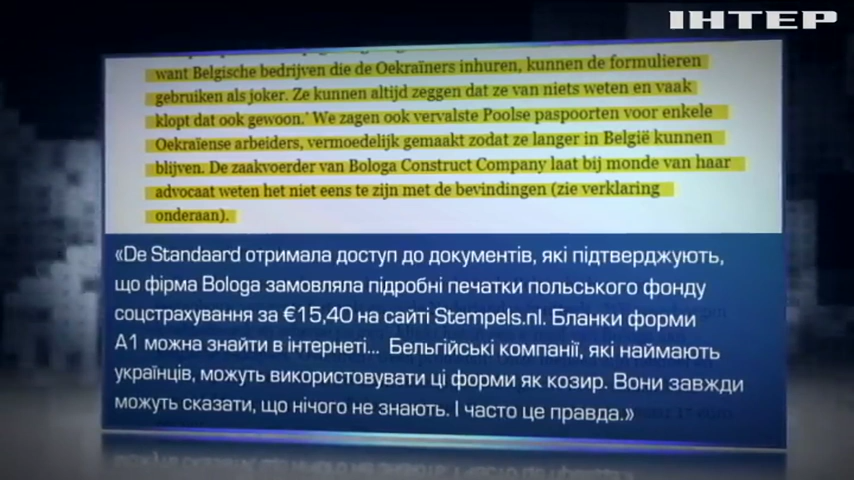 ІНТЕР
want Belgische bedrijven die de Oekraïners inhuren, kunnen de formulieren
gebruiken als joker. Ze kunnen altijd zeggen dat ze van niets weten en vaak
klopt dat ook gewoon.' We zagen ook vervalste Poolse paspoorten voor enkele
Oekraïense arbeiders, vermoedelijk gemaakt zodat ze langer in België kunnen
blijven. De zaakvoerder van Bologa Construct Company laat bij monde van haar
advocaat weten het niet eens te zijn met de bevindingen (zie verklaring
onderaan).
«De Standaard отримала доступ до документів, які підтверджують,
що фірма Bologa замовляла підробні печатки польського фонду
соцстрахування за €15,40 на сайті Stempels.nl. Бланки форми
А1 можна знайти в інтернеті... Бельгійські компанії, які наймають
українців, можуть використовувати ці форми як козир. Вони завжди
можуть сказати, що нічого не знають. І часто це правда.»